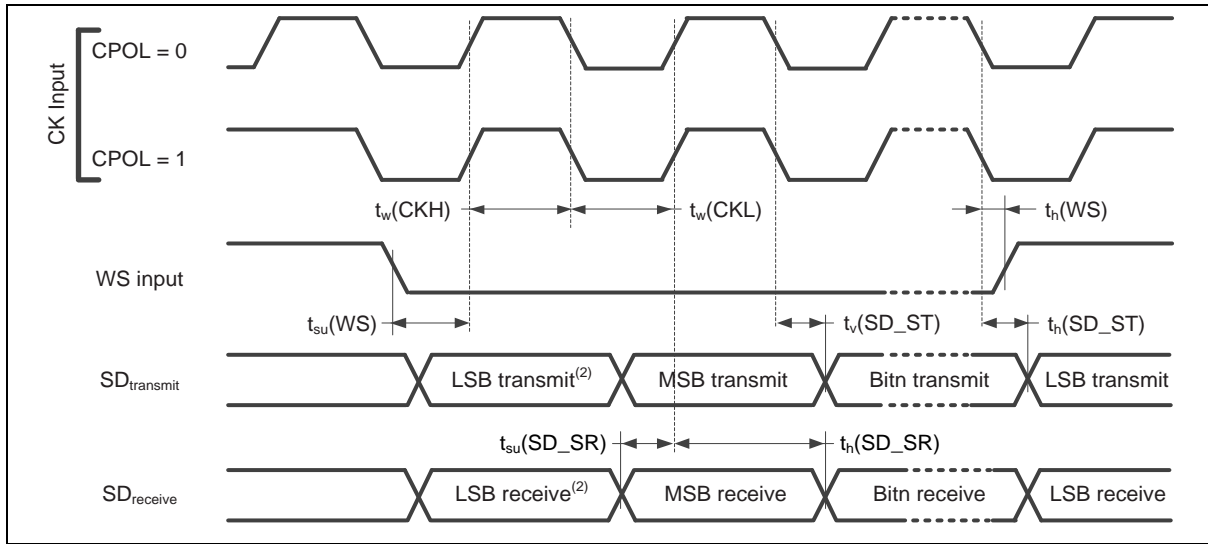 CK Input
CPOL = 0
CPOL = 1
tw(CKH)
tw(CKL)
th(WS)
WS input
tsu(WS)
tv(SD_ST)
th(SD_ST)
SDtransmit
LSB transmit(2)
MSB transmit
Bitn transmit
LSB transmit
tsu(SD_SR)
th(SD_SR)
SDreceive
LSB receive(2)
MSB receive
Bitn receive
LSB receive